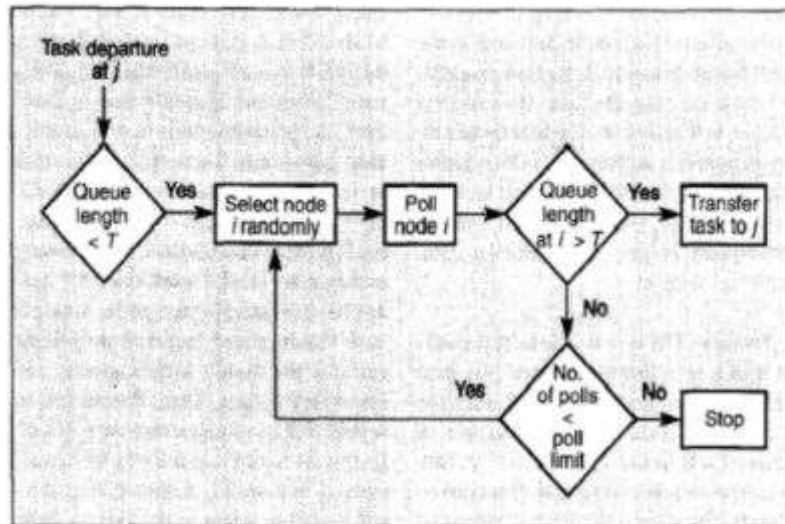 Task departure
at j
Queue
length
< T
Yes
Select node
i randomly
Poll
node i
Queue
length
at i > T
Yes
Transfer
task to j
No
No.
of polls
<
poll
limit
Yes
No
Stop